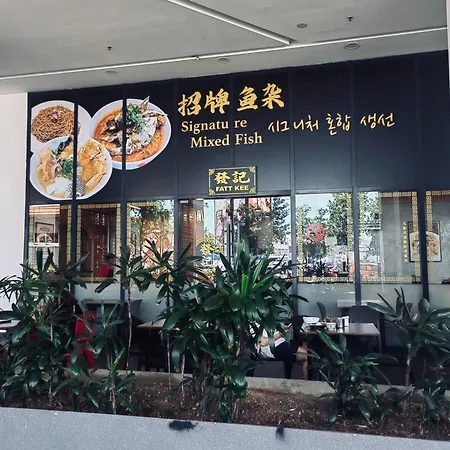 招牌鱼杂
Signatu re
Mixed Fish
시그니처 혼합 생선
發記
FATT KEE